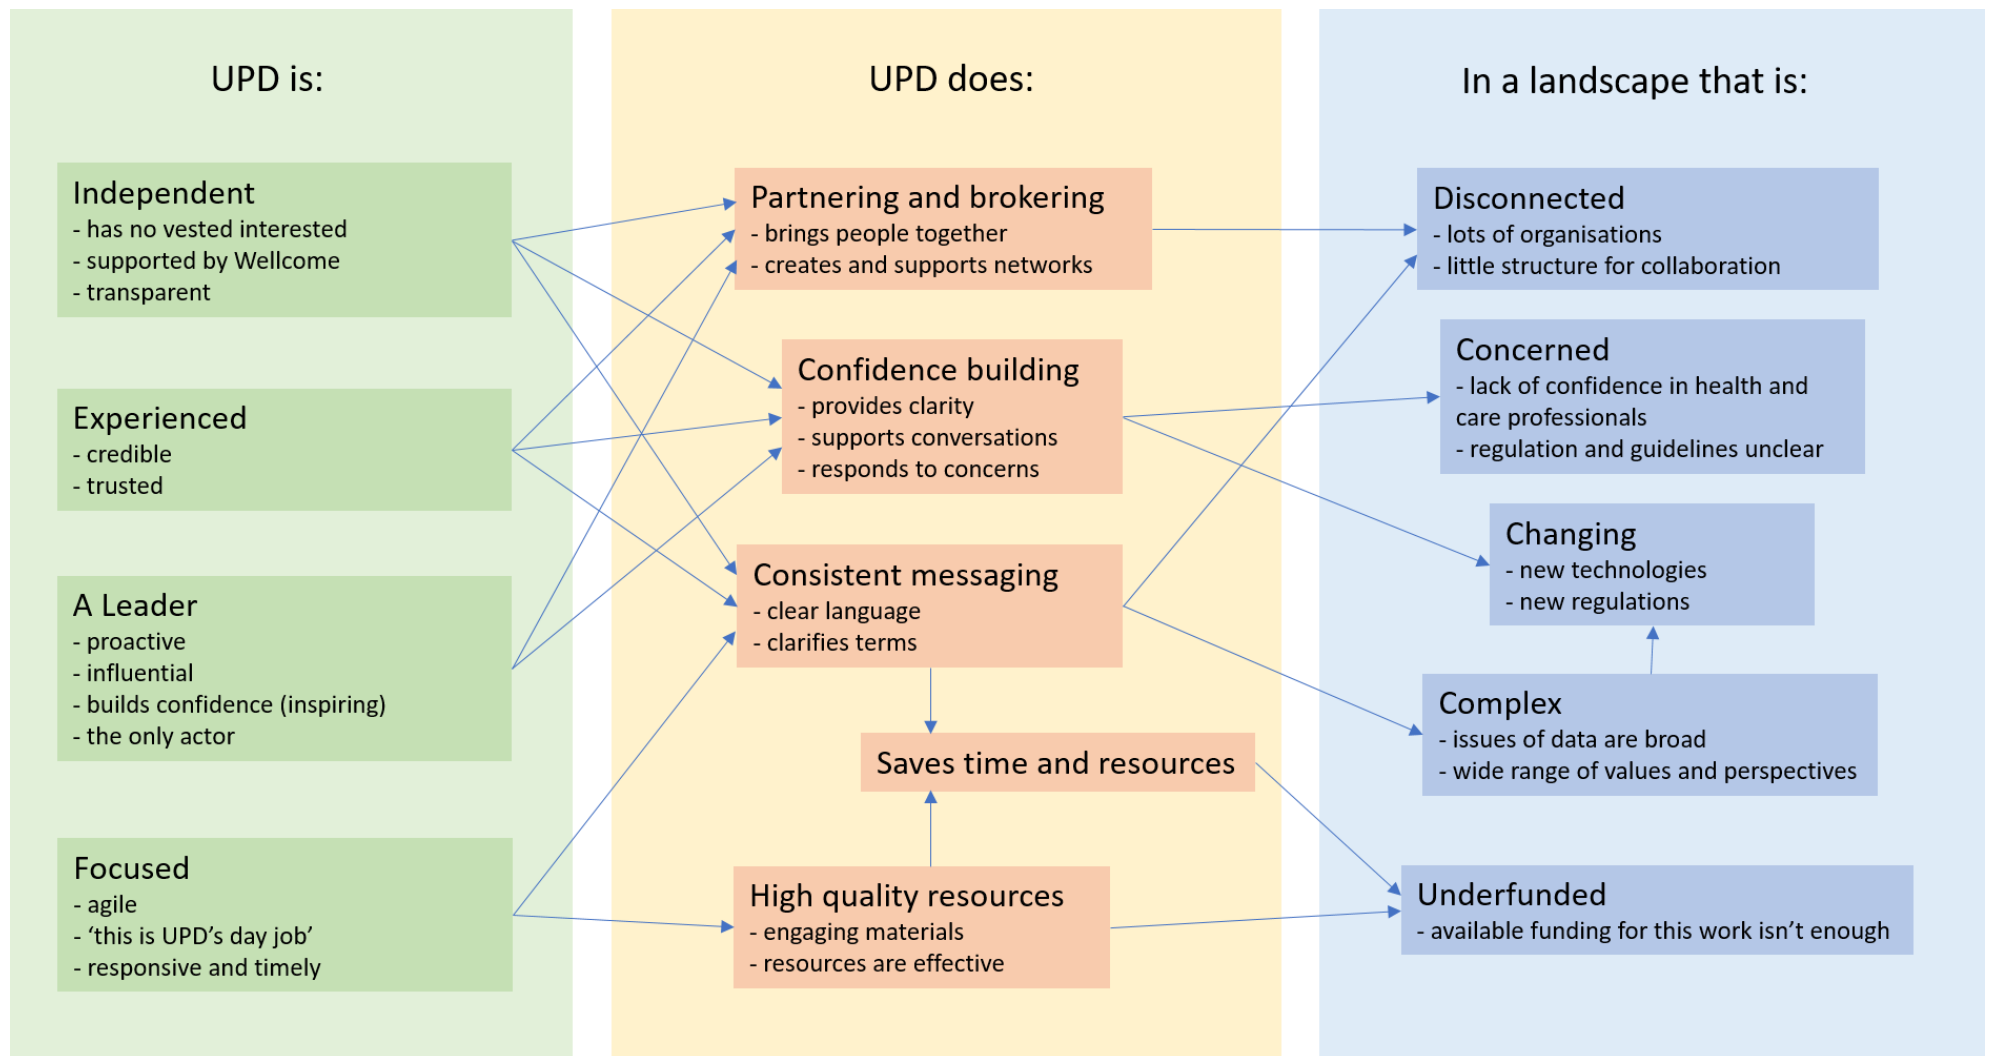 UPD is:
Independent
- has no vested interested
- supported by Wellcome
- transparent
Experienced
- credible
- trusted
A Leader
- proactive
- influential
- builds confidence (inspiring)
- the only actor
Focused
- agile
- ‘this is UPD’s day job’
- responsive and timely
UPD does:
Partnering and brokering
- brings people together
- creates and supports networks
Confidence building
- provides clarity
- supports conversations
- responds to concerns
Consistent messaging
- clear language
- clarifies terms
Saves time and resources
High quality resources
- engaging materials
- resources are effective
In a landscape that is:
Disconnected
- lots of organisations
- little structure for collaboration
Concerned
- lack of confidence in health and
care professionals
- regulation and guidelines unclear
Changing
- new technologies
- new regulations
Complex
- issues of data are broad
- wide range of values and perspectives
Underfunded
- available funding for this work isn’t enough